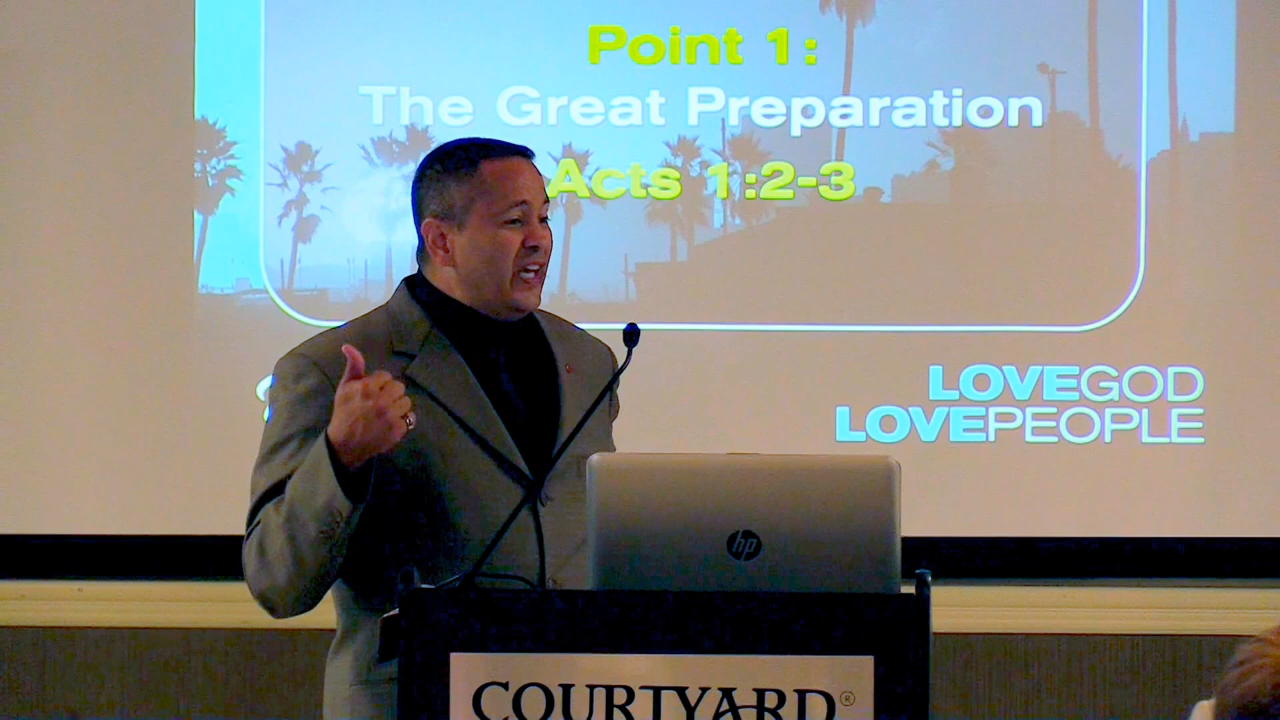 Point 1:
The Great Preparation
Acts 1:2-3
LOVEGOD
LOVEPEOPLE
hp
COURTYARD®